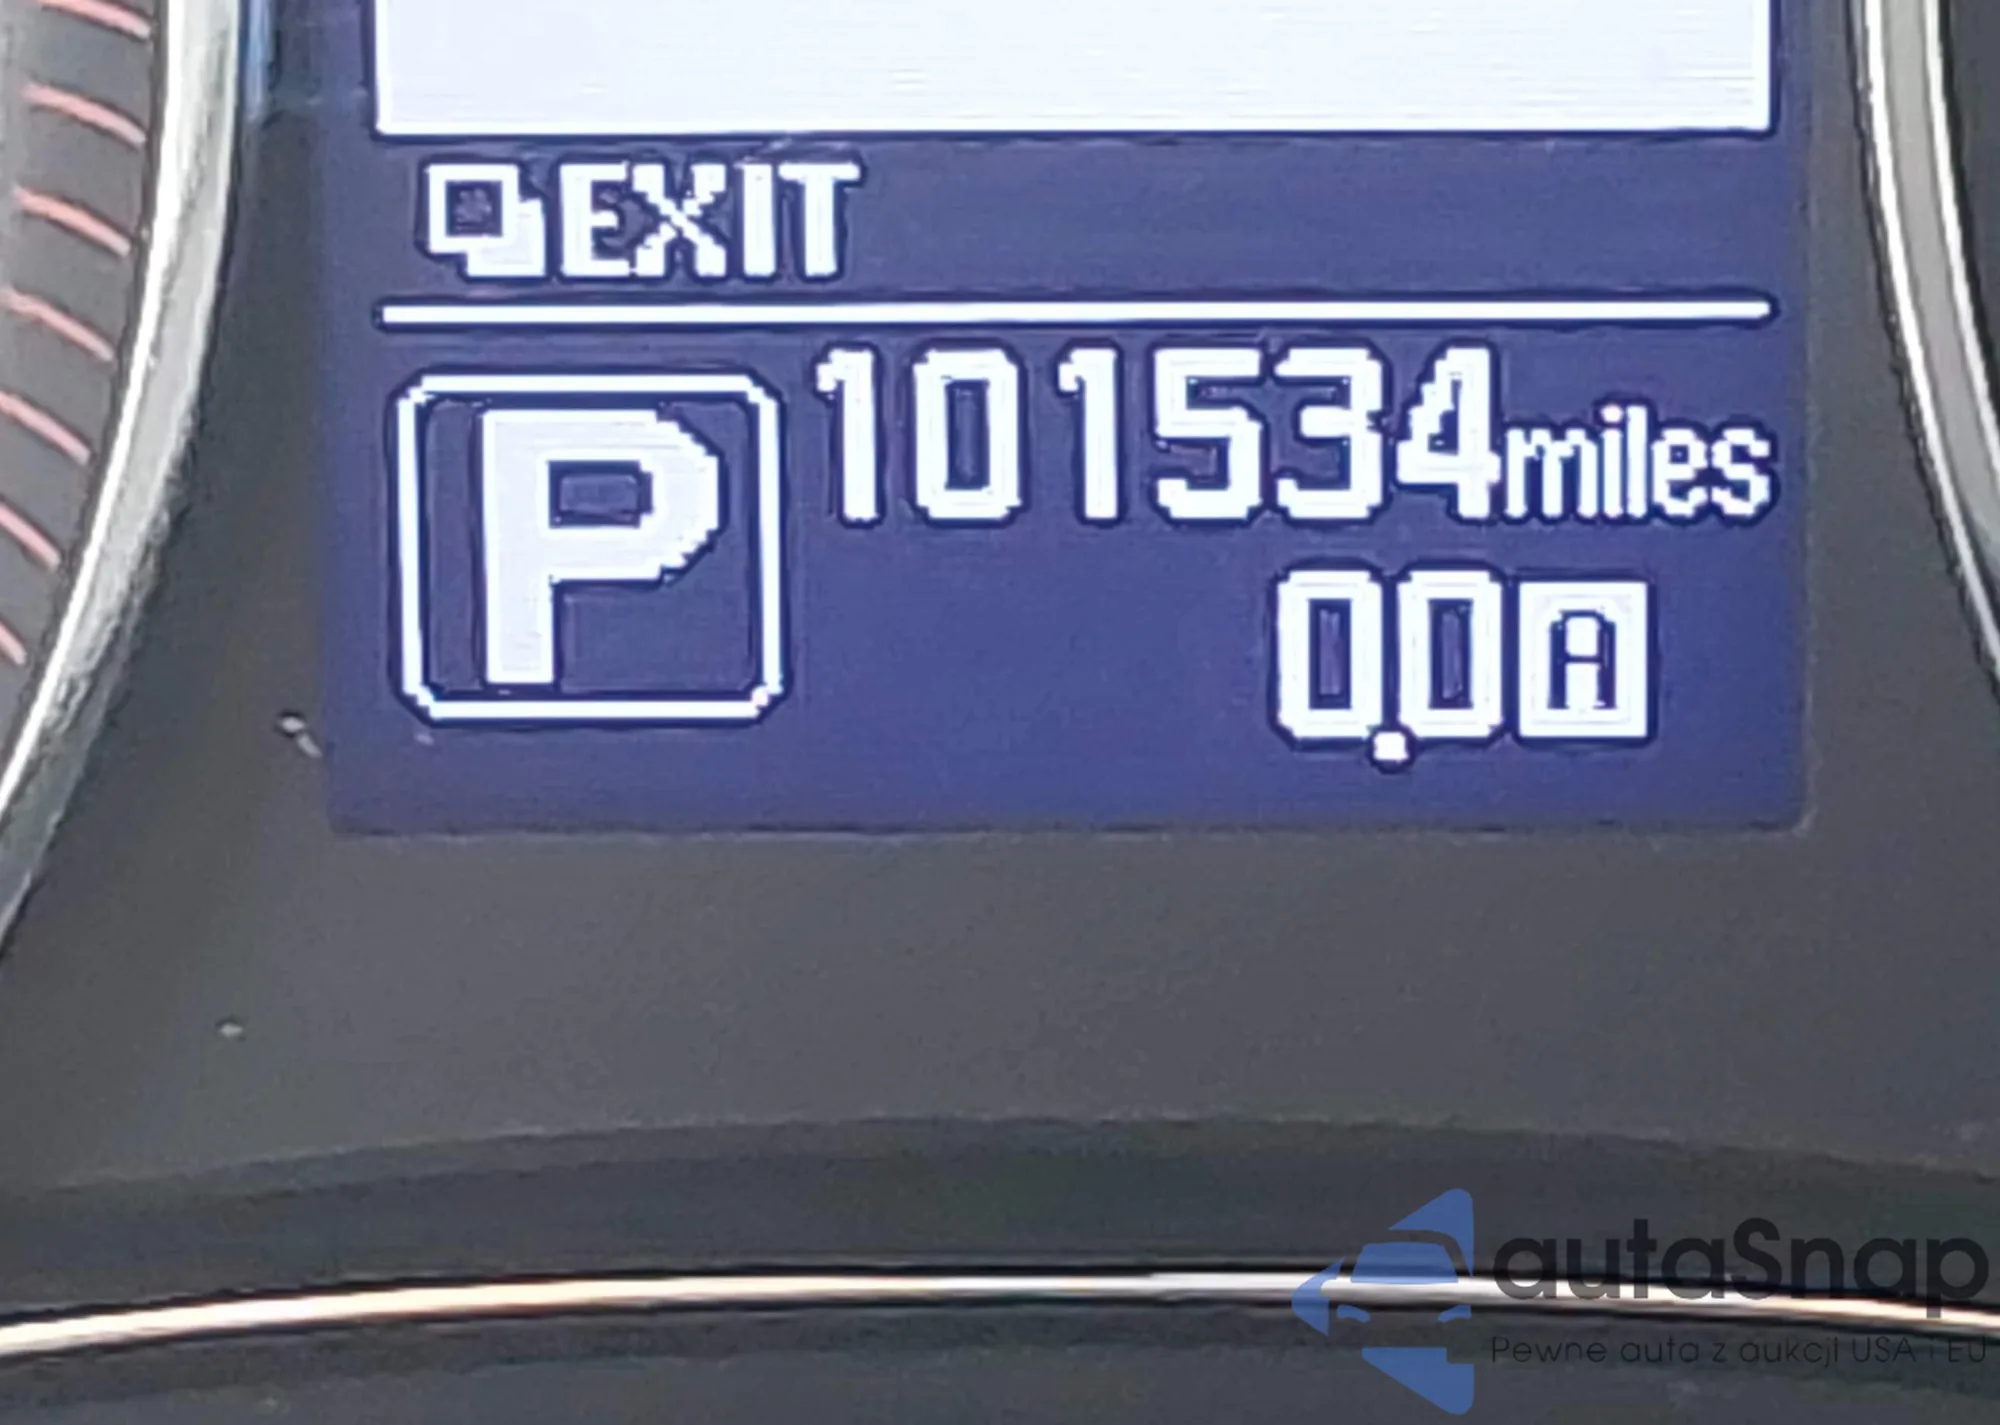 EXIT
P
101534miles
0.0A
autaSnap
Pewne auta z aukcji USA i EU